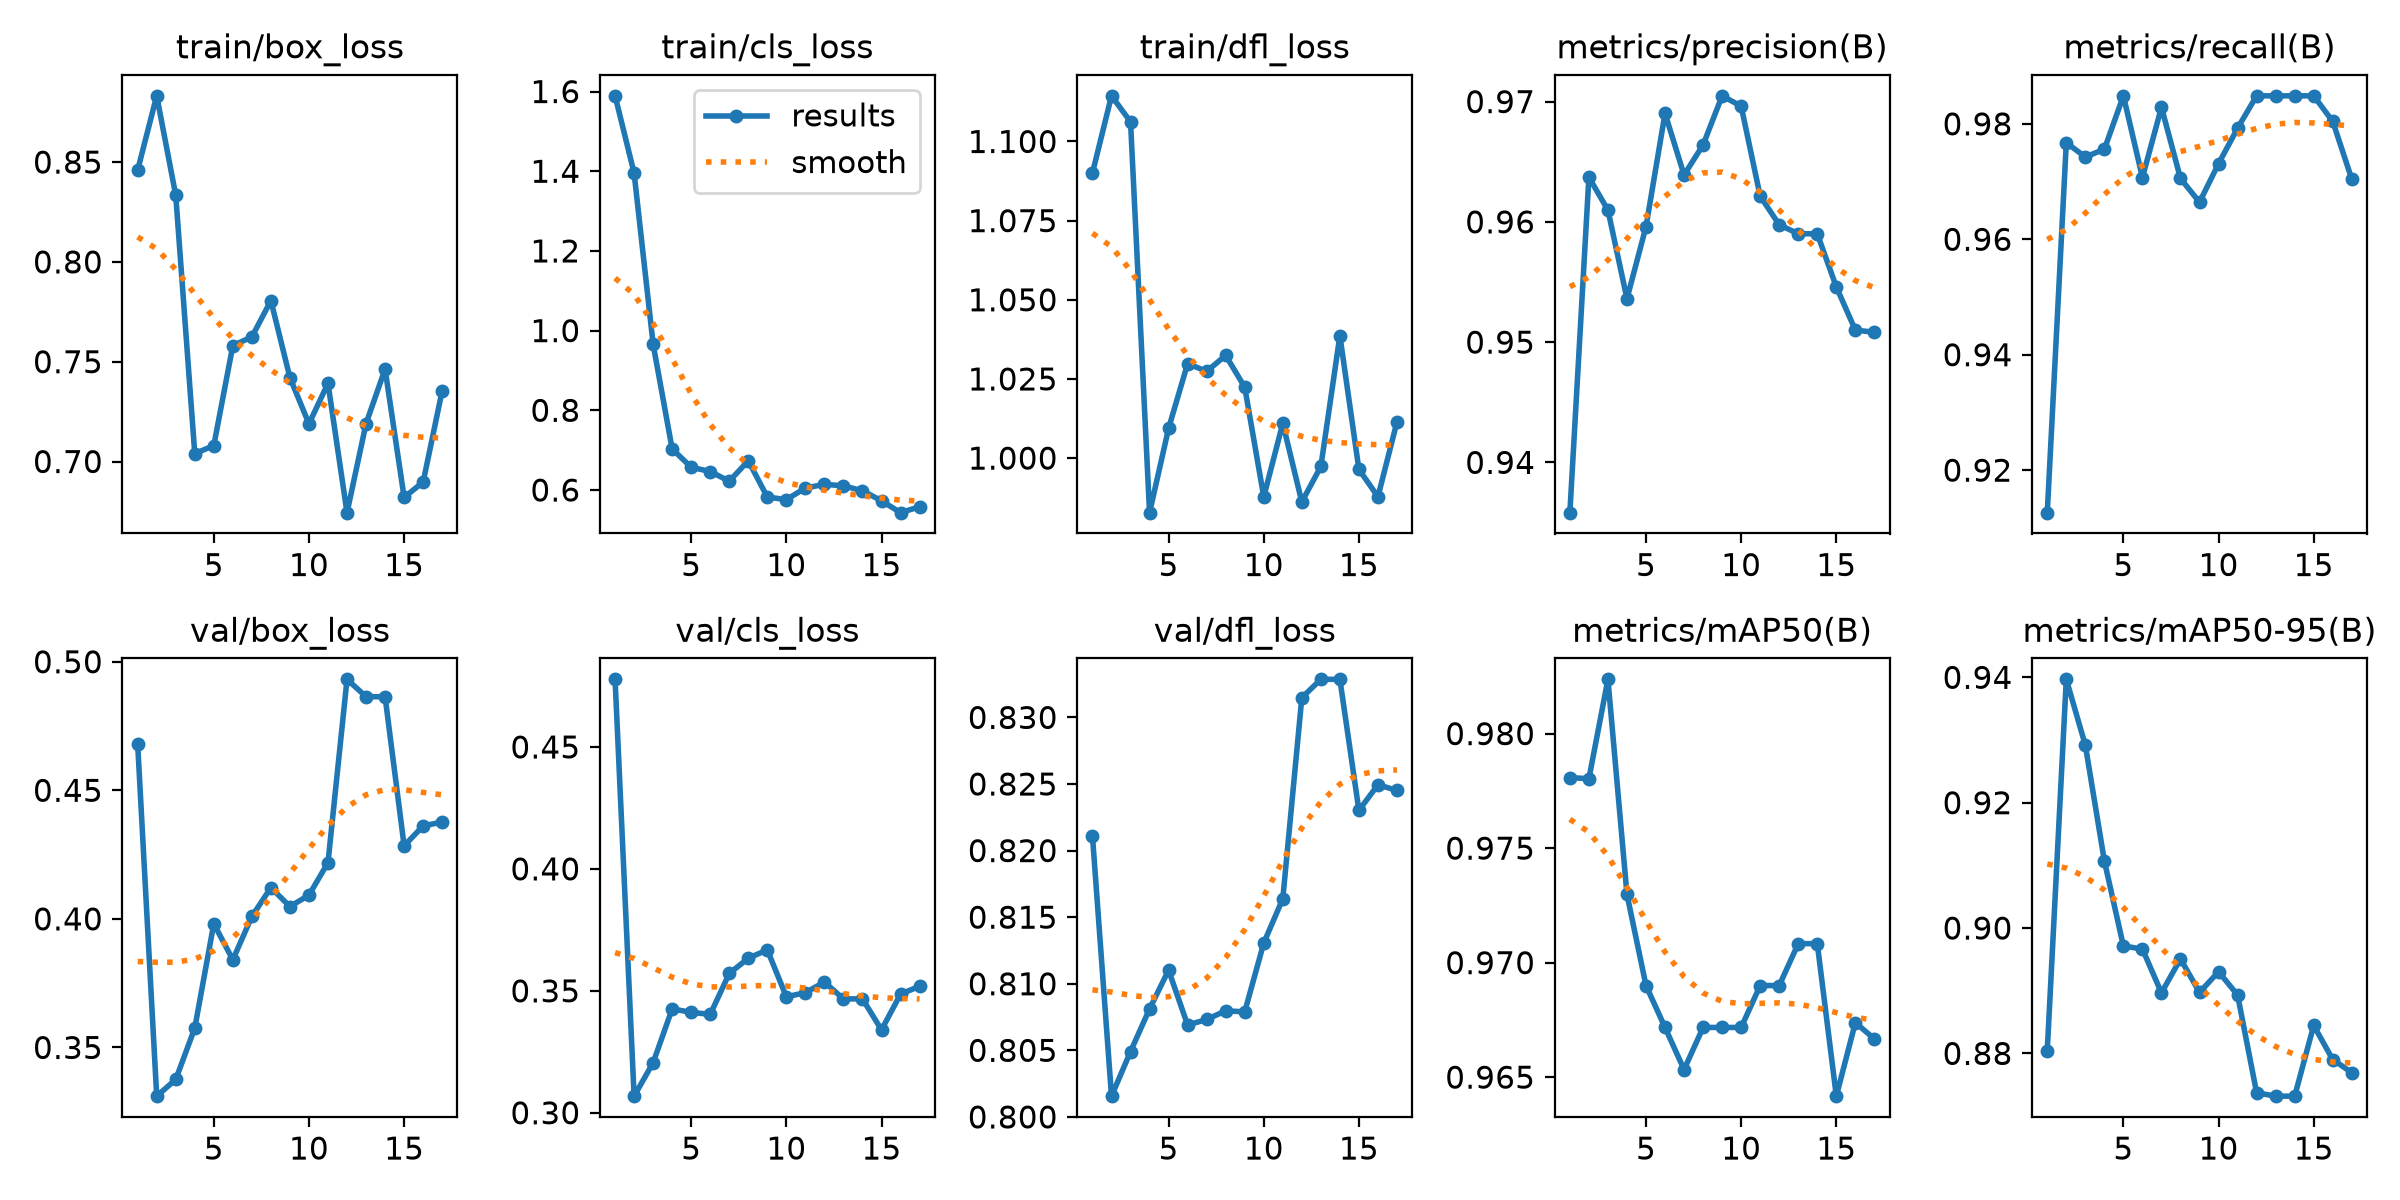 train/box_loss
train/cls_loss
train/dfl_loss
metrics/precision(B)
metrics/recall(B)
results
smooth
0.85
0.80
0.75
0.70
5 10 15
1.6
1.4
1.2
1.0
0.8
0.6
5 10 15
1.100
1.075
1.050
1.025
1.000
5 10 15
0.97
0.96
0.95
0.94
5 10 15
0.98
0.96
0.94
0.92
5 10 15
val/box_loss
val/cls_loss
val/dfl_loss
metrics/mAP50(B)
metrics/mAP50-95(B)
0.50
0.45
0.40
0.35
5 10 15
0.45
0.40
0.35
0.30
5 10 15
0.830
0.825
0.820
0.815
0.810
0.805
0.800
5 10 15
0.980
0.975
0.970
0.965
5 10 15
0.94
0.92
0.90
0.88
5 10 15